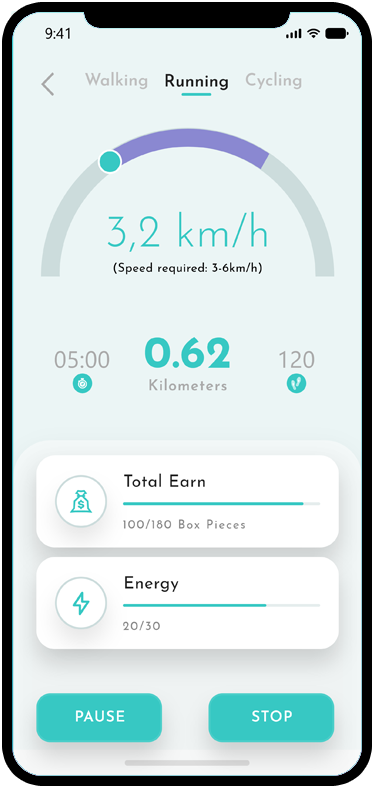 9:41
Walking Running Cycling
3,2 km/h
(Speed required: 3-6km/h)
05:00 0.62 120
Kilometers
Total Earn
100/180 Box Pieces
Energy
20/30
PAUSE STOP